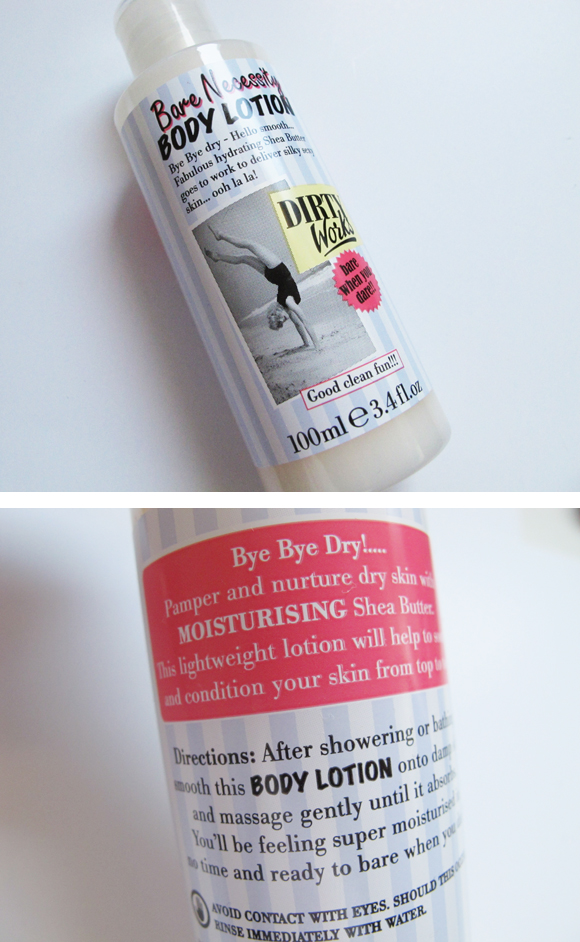 Bare Necessity
BODY LOTION
Bye Bye dry - Hello smooth...
Fabulous hydrating Shea Butter
goes to work to deliver silky sexy
skin... ooh la la!
DIRTY
Works
bare
when you
dare!!
Good clean fun!!!
100ml e 3.4 fl.oz
Bye Bye Dry!.....
Pamper and nurture dry skin with
MOISTURISING Shea Butter.
This lightweight lotion will help to
and condition your skin from top to
Directions: After showering or
smooth this BODY LOTION onto
and massage gently until it
You'll be feeling super moisturised
no time and ready to bare when you
AVOID CONTACT WITH EYES. SHOULD THIS
RINSE IMMEDIATELY WITH WATER.